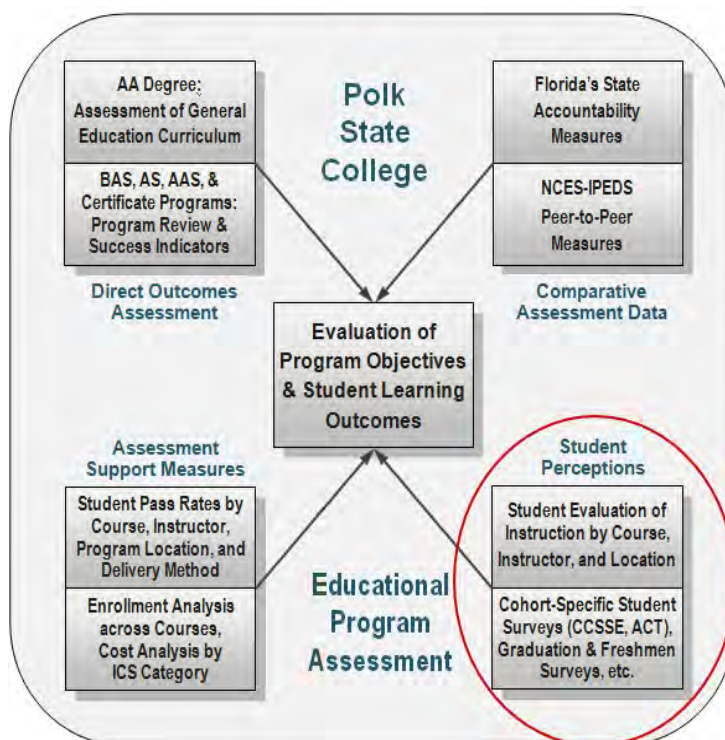 AA Degree:
Assessment of General
Education Curriculum
BAS, AS, AAS, &
Certificate Programs:
Program Review &
Success Indicators
Direct Outcomes
Assessment
Polk
State
College
Florida's State
Accountability
Measures
NCES-IPEDS
Peer-to-Peer
Measures
Comparative
Assessment Data
Evaluation of
Program Objectives
& Student Learning
Outcomes
Assessment
Support Measures
Student Pass Rates by
Course, Instructor,
Program Location, and
Delivery Method
Enrollment Analysis
across Courses,
Cost Analysis by
ICS Category
Educational
Program
Assessment
Student
Perceptions
Student Evaluation of
Instruction by Course,
Instructor, and Location
Cohort-Specific Student
Surveys (CCSSE, ACT),
Graduation & Freshmen
Surveys, etc.